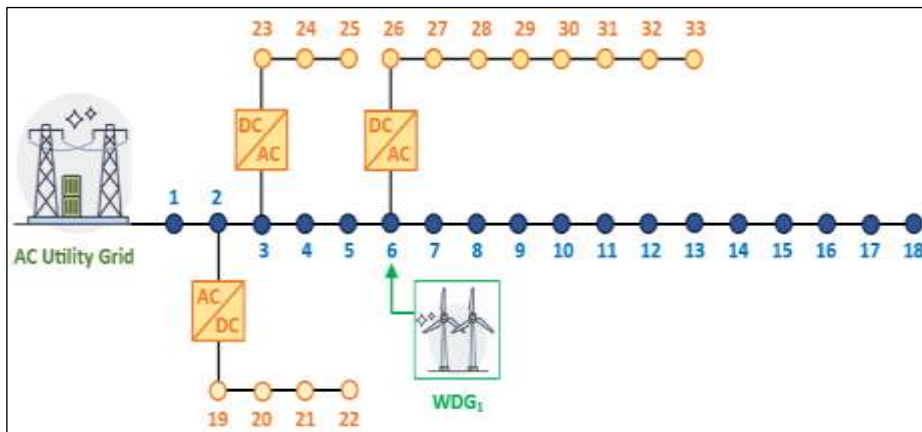 23 24 25 26 27 28 29 30 31 32 33
DC
AC
DC
AC
1 2
AC Utility Grid
3 4 5 6 7 8 9 10 11 12 13 14 15 16 17 18
AC
DC
WDG₁
19 20 21 22